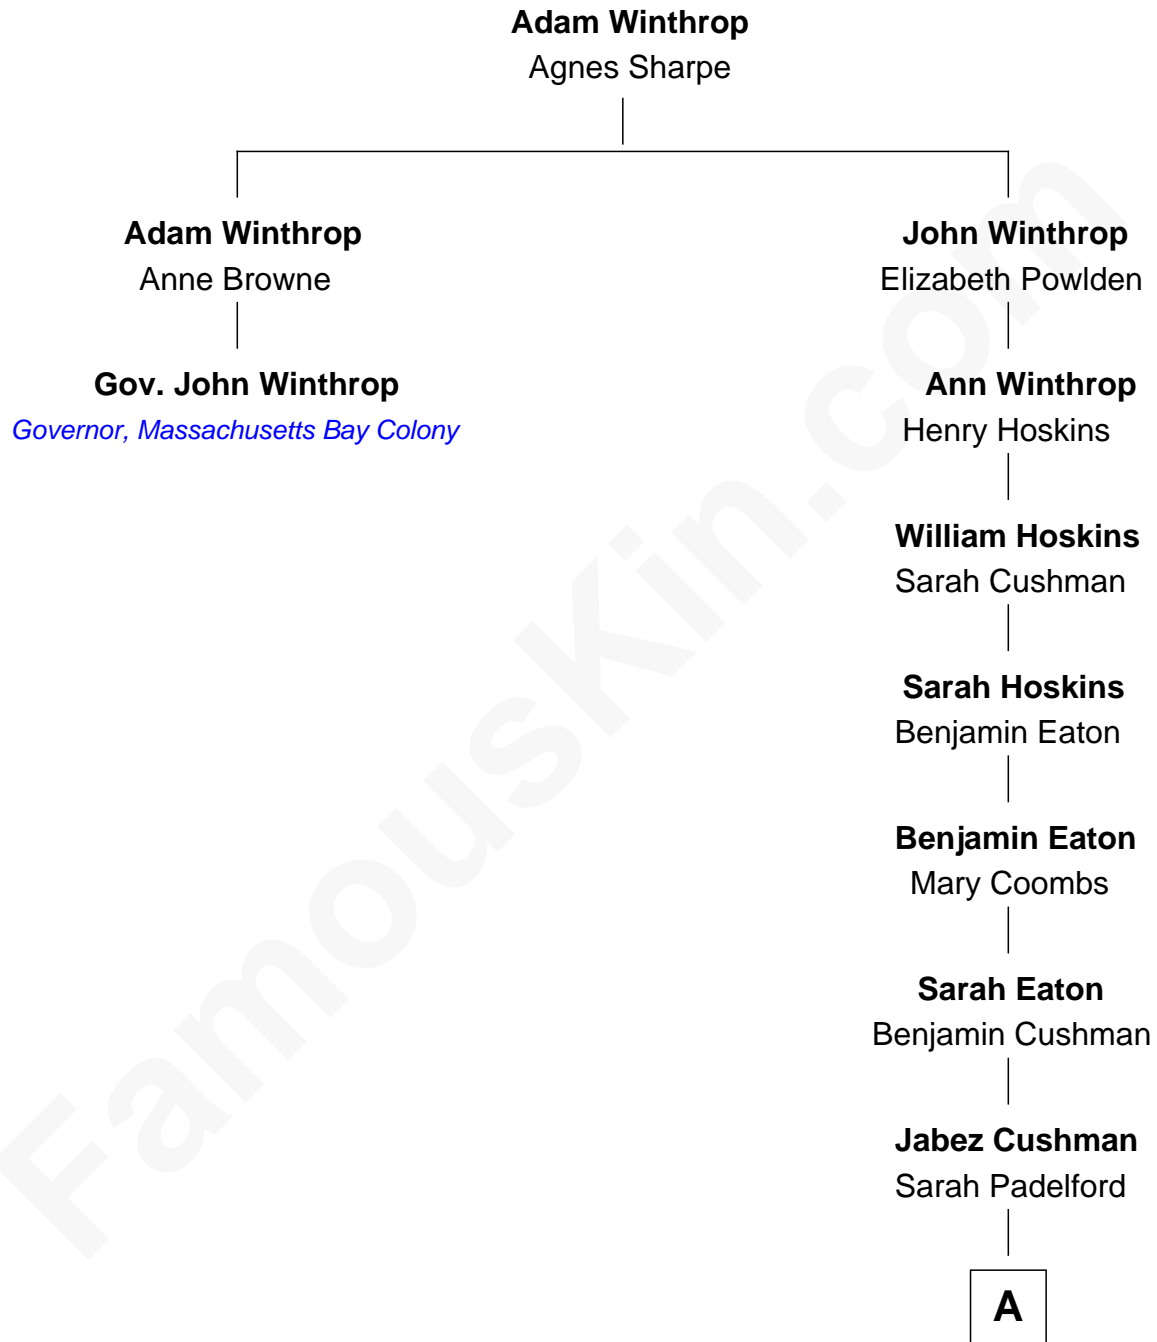 Adam Winthrop
Agnes Sharpe
Adam Winthrop
Anne Browne
John Winthrop
Elizabeth Powlden
Gov. John Winthrop
Governor, Massachusetts Bay Colony
Ann Winthrop
Henry Hoskins
William Hoskins
Sarah Cushman
Sarah Hoskins
Benjamin Eaton
Benjamin Eaton
Mary Coombs
Sarah Eaton
Benjamin Cushman
Jabez Cushman
Sarah Padelford
A
FamousKin.com